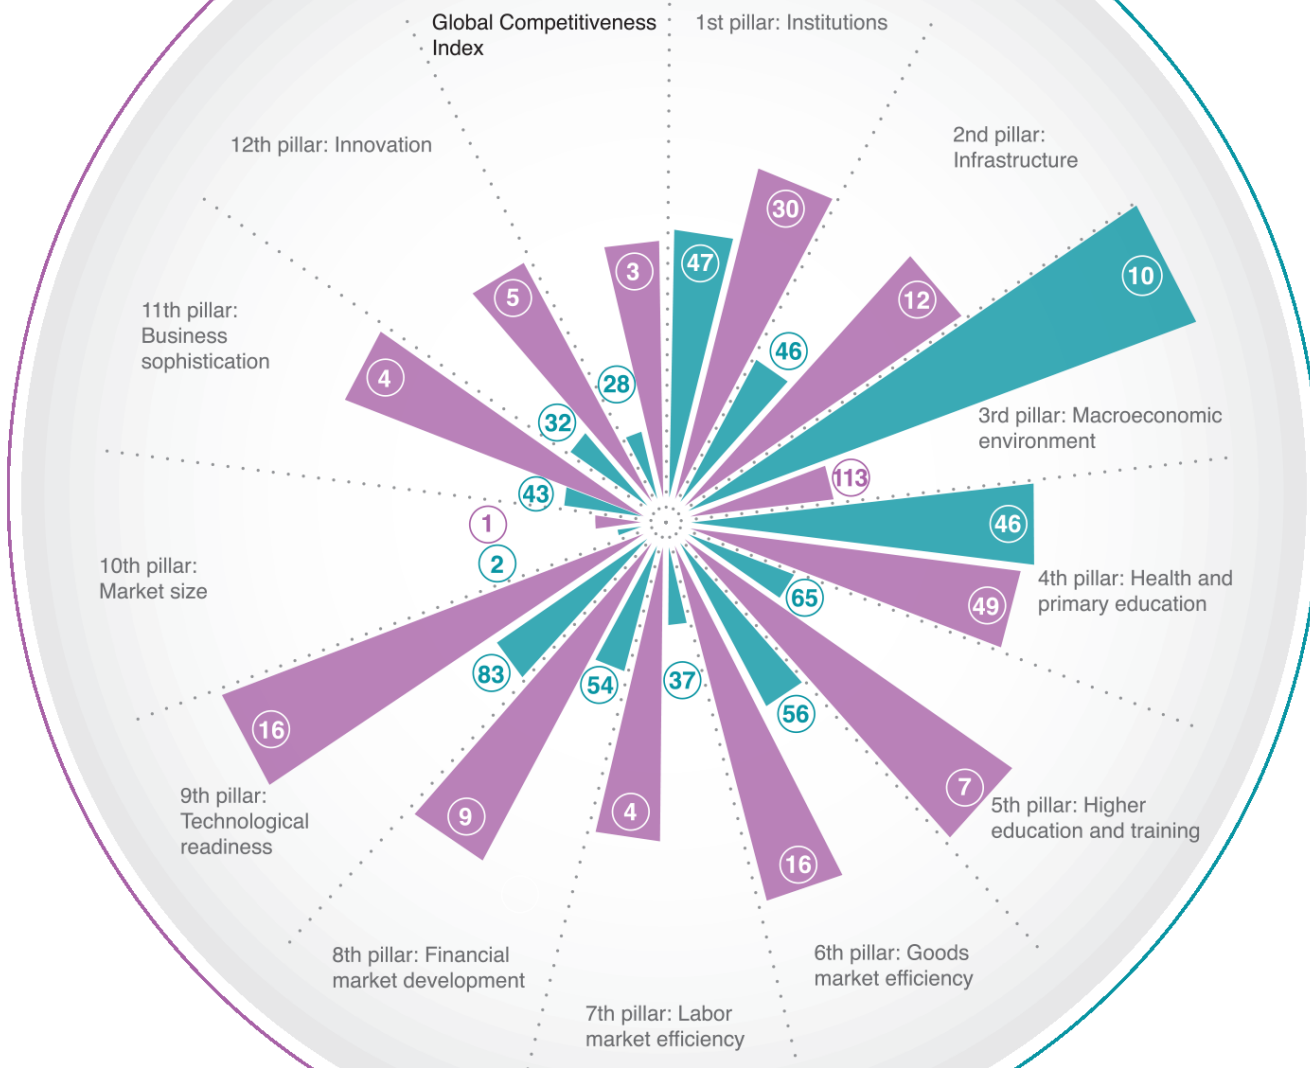 Global Competitiveness
Index
1st pillar: Institutions
2nd pillar:
Infrastructure
12th pillar: Innovation
30
47
3
5
12
10
46
28
4
32
11th pillar:
Business
sophistication
3rd pillar: Macroeconomic
environment
113
43
1
46
2
10th pillar:
Market size
4th pillar: Health and
primary education
49
65
83
54
37
56
16
9
4
16
7
9th pillar:
Technological
readiness
5th pillar: Higher
education and training
8th pillar: Financial
market development
6th pillar: Goods
market efficiency
7th pillar: Labor
market efficiency